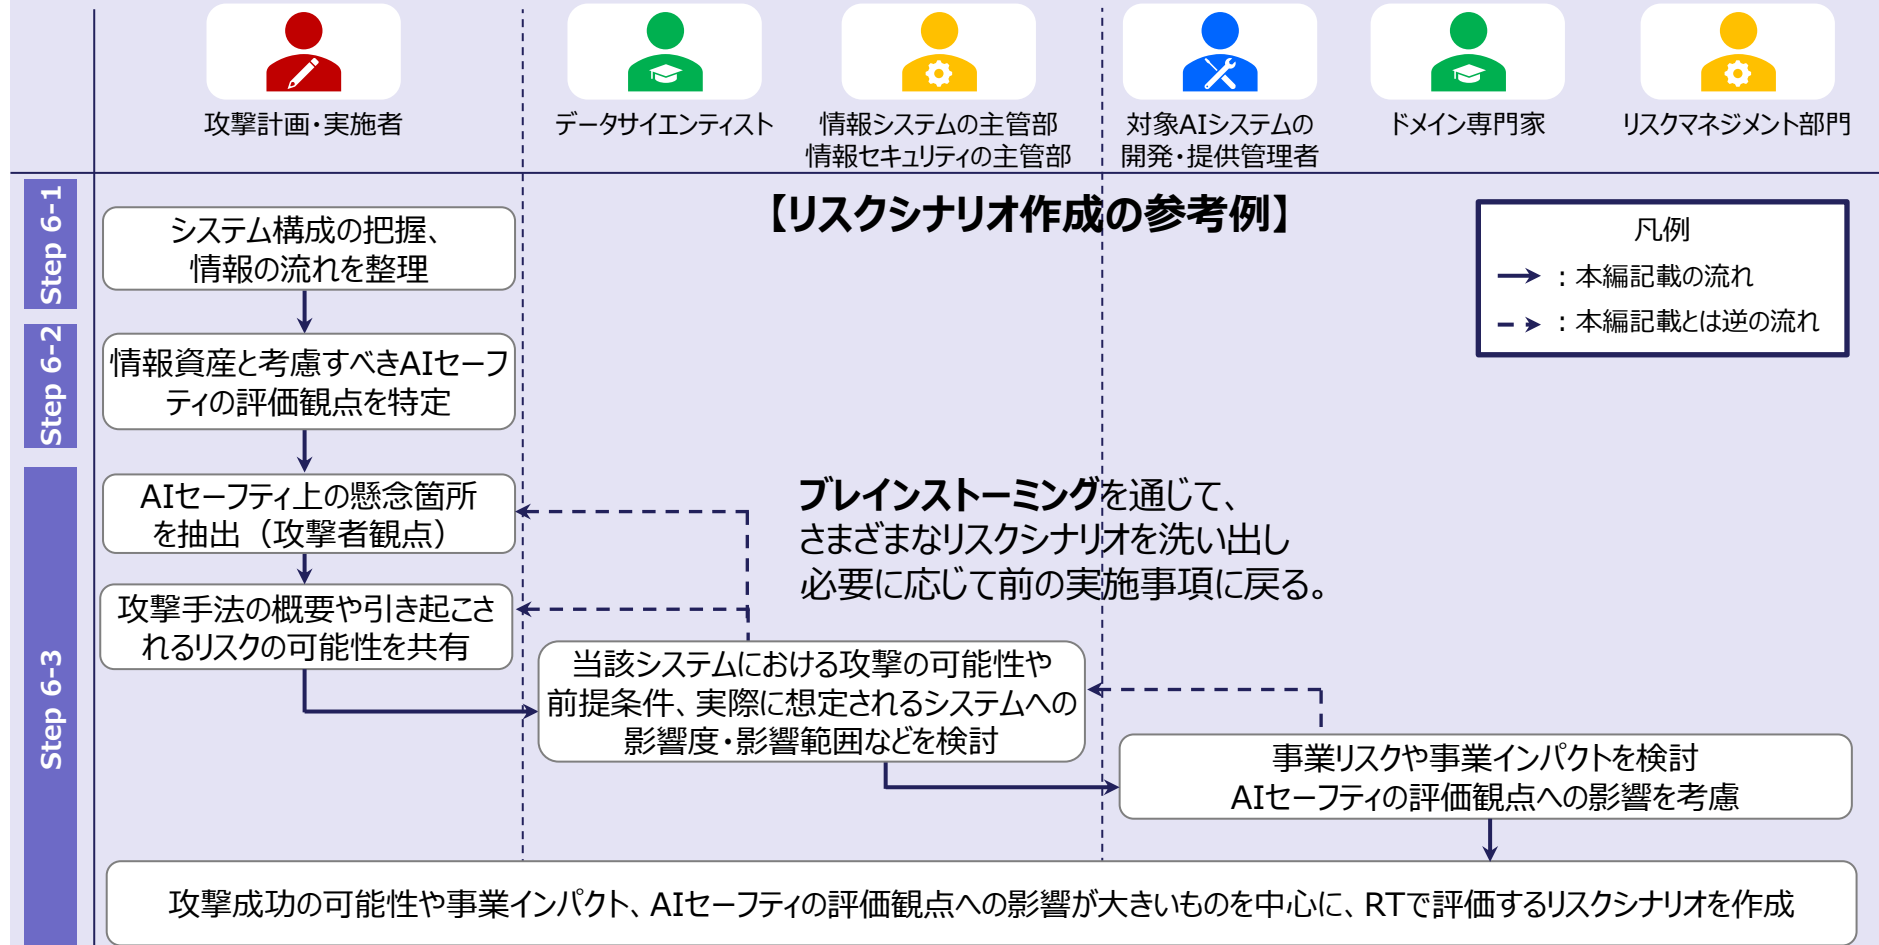 攻撃計画・実施者
データサイエンティスト
情報システムの主管部
情報セキュリティの主管部
対象AIシステムの
開発・提供管理者
ドメイン専門家
リスクマネジメント部門
Step 6-1
【リスクシナリオ作成の参考例】
システム構成の把握、
情報の流れを整理
凡例
：本編記載の流れ
：本編記載とは逆の流れ
Step 6-2
情報資産と考慮すべきAIセーフ
ティの評価観点を特定
Step 6-3
AIセーフティ上の懸念箇所
を抽出（攻撃者観点）
ブレインストーミングを通じて、
さまざまなリスクシナリオを洗い出し
必要に応じて前の実施事項に戻る。
攻撃手法の概要や引き起こさ
れるリスクの可能性を共有
当該システムにおける攻撃の可能性や
前提条件、実際に想定されるシステムへの
影響度・影響範囲などを検討
事業リスクや事業インパクトを検討
AIセーフティの評価観点への影響を考慮
攻撃成功の可能性や事業インパクト、AIセーフティの評価観点への影響が大きいものを中心に、RTで評価するリスクシナリオを作成